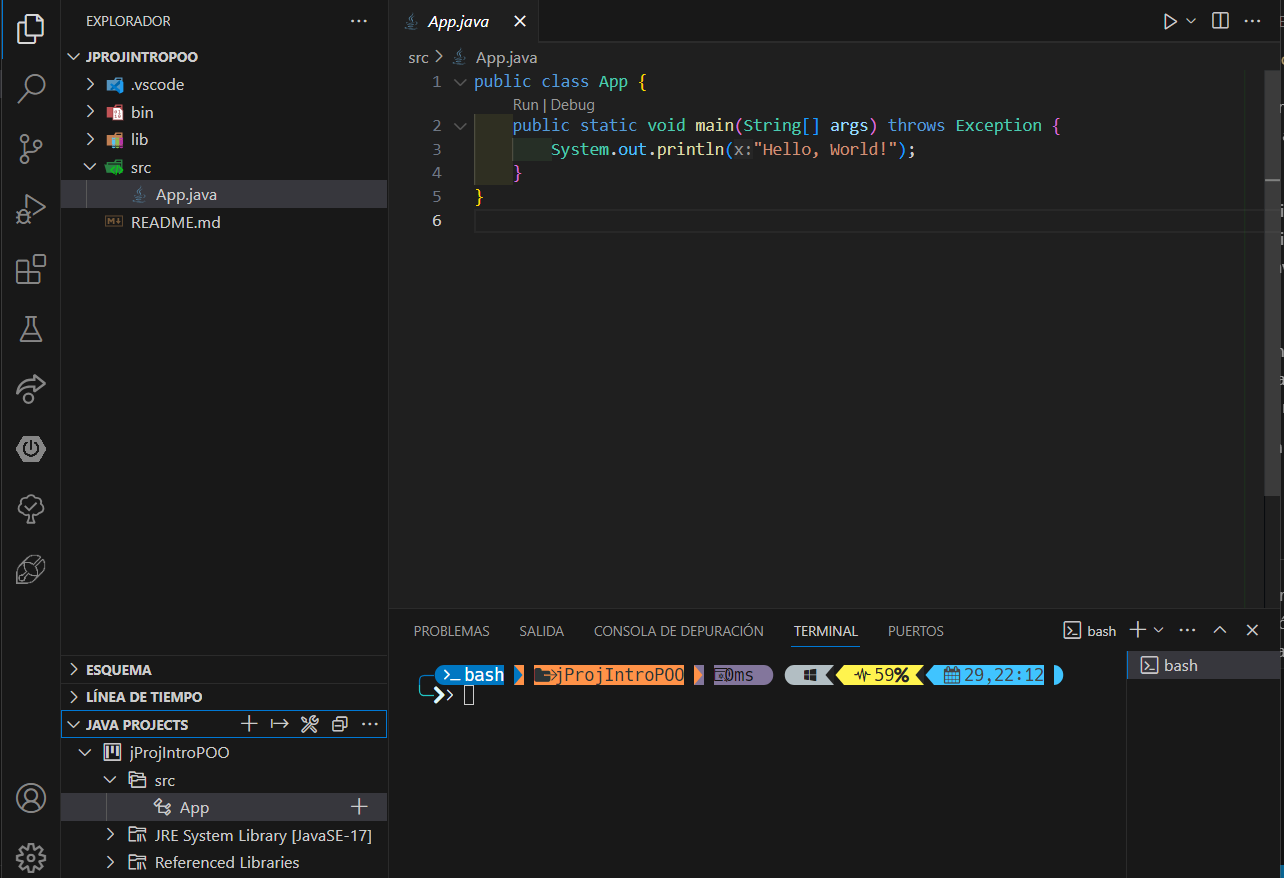 EXPLORADOR
JPROJINTROPOO
.vscode
bin
lib
src
App.java
README.md
ESQUEMA
LÍNEA DE TIEMPO
JAVA PROJECTS
jProjIntroPOO
src
App
JRE System Library [JavaSE-17]
Referenced Libraries
App.java
src > App.java
1 public class App {
Run | Debug
2 public static void main(String[] args) throws Exception {
3 System.out.println(x:"Hello, World!");
4 }
5 }
6
PROBLEMAS SALIDA CONSOLA DE DEPURACIÓN TERMINAL PUERTOS bash
bash jProjIntroPOO 0ms 59% 29,22:12
bash